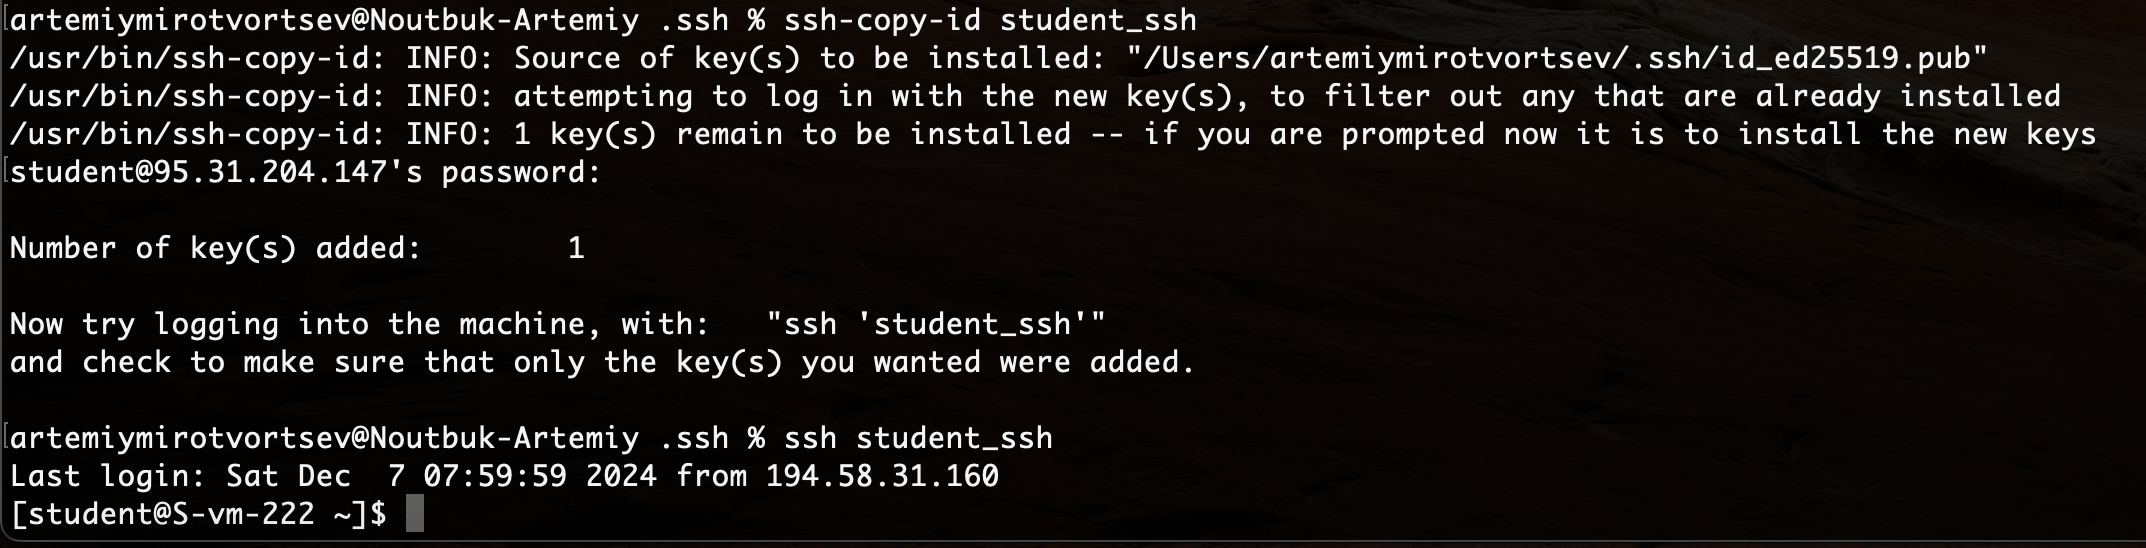 artemiymirotvortsev@Noutbuk-Artemiy .ssh % ssh-copy-id student_ssh
/usr/bin/ssh-copy-id: INFO: Source of key(s) to be installed: "/Users/artemiymirotvortsev/.ssh/id_ed25519.pub"
/usr/bin/ssh-copy-id: INFO: attempting to log in with the new key(s), to filter out any that are already installed
/usr/bin/ssh-copy-id: INFO: 1 key(s) remain to be installed -- if you are prompted now it is to install the new keys
student@95.31.204.147's password:
Number of key(s) added:        1
Now try logging into the machine, with:   "ssh 'student_ssh'"
and check to make sure that only the key(s) you wanted were added.
artemiymirotvortsev@Noutbuk-Artemiy .ssh % ssh student_ssh
Last login: Sat Dec  7 07:59:59 2024 from 194.58.31.160
[student@S-vm-222 ~]$